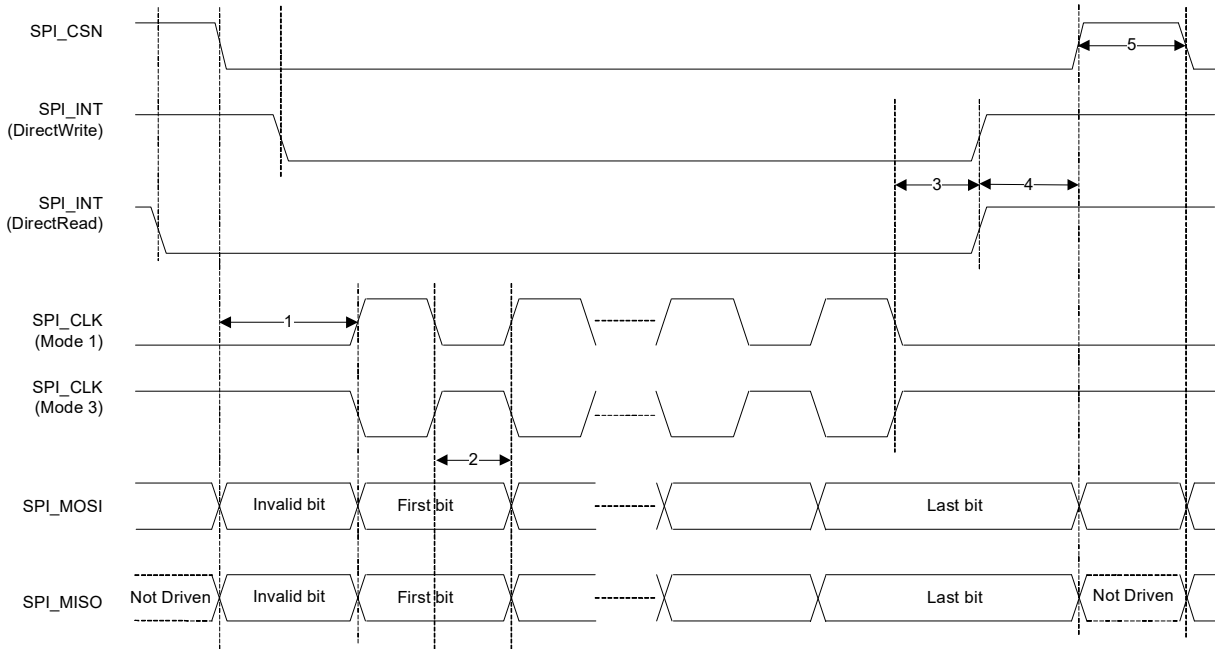 SPI_CSN
5
SPI_INT
(DirectWrite)
3
4
SPI_INT
(DirectRead)
SPI_CLK
(Mode 1)
1
SPI_CLK
(Mode 3)
2
SPI_MOSI
Invalid bit
First bit
Last bit
SPI_MISO
Not Driven
Invalid bit
First bit
Last bit
Not Driven